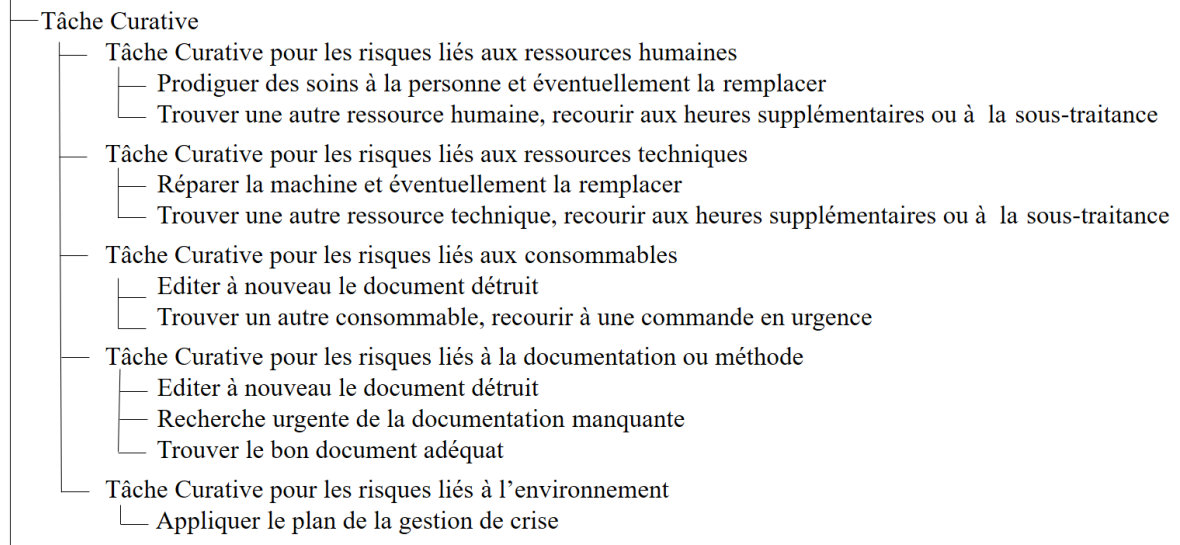 Tâche Curative
Tâche Curative pour les risques liés aux ressources humaines
Prodiguer des soins à la personne et éventuellement la remplacer
Trouver une autre ressource humaine, recourir aux heures supplémentaires ou à la sous-traitance
Tâche Curative pour les risques liés aux ressources techniques
Réparer la machine et éventuellement la remplacer
Trouver une autre ressource technique, recourir aux heures supplémentaires ou à la sous-traitance
Tâche Curative pour les risques liés aux consommables
Editer à nouveau le document détruit
Trouver un autre consommable, recourir à une commande en urgence
Tâche Curative pour les risques liés à la documentation ou méthode
Editer à nouveau le document détruit
Recherche urgente de la documentation manquante
Trouver le bon document adéquat
Tâche Curative pour les risques liés à l’environnement
Appliquer le plan de la gestion de crise